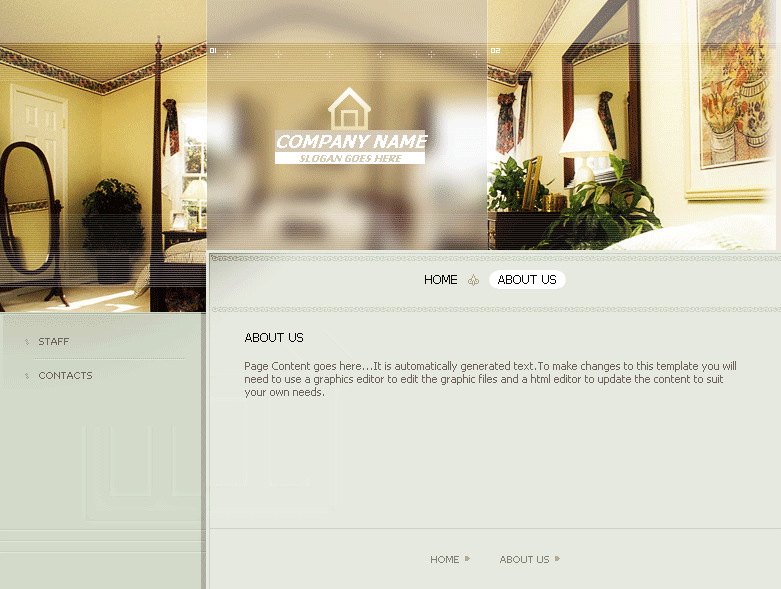 01
02
COMPANY NAME
SLOGAN GOES HERE
HOME
ABOUT US
STAFF
CONTACTS
ABOUT US
Page Content goes here...It is automatically generated text.To make changes to this template you will
need to use a graphics editor to edit the graphic files and a html editor to update the content to suit
your own needs.
HOME
ABOUT US